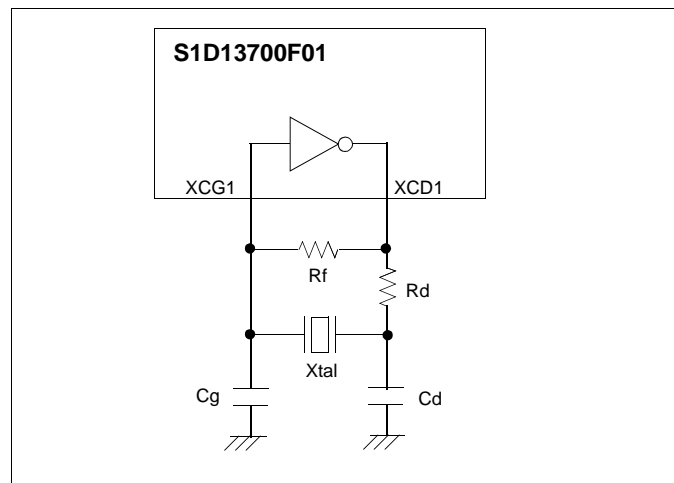 S1D13700F01
XCG1
XCD1
Rf
Rd
Xtal
Cg
Cd